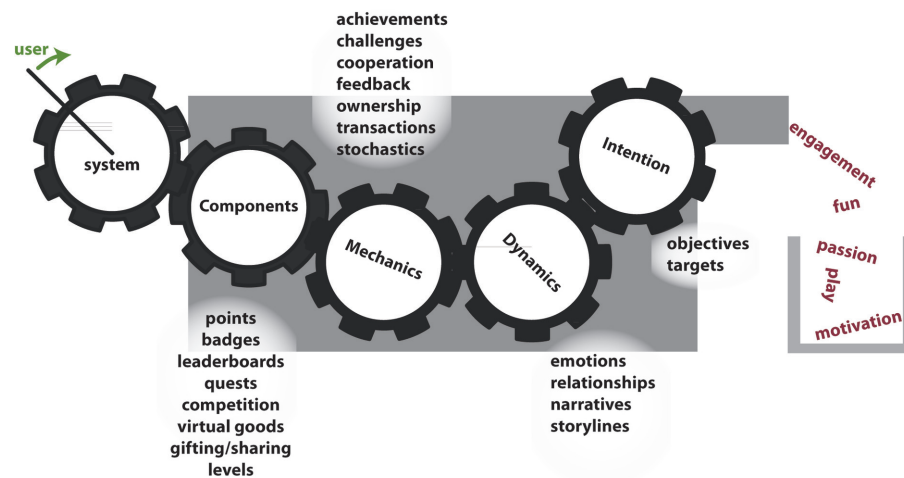 user
system
achievements
challenges
cooperation
feedback
ownership
transactions
stochastics
Components
points
badges
leaderboards
quests
competition
virtual goods
gifting/sharing
levels
Mechanics
Dynamics
emotions
relationships
narratives
storylines
Intention
objectives
targets
engagement
fun
passion
play
motivation